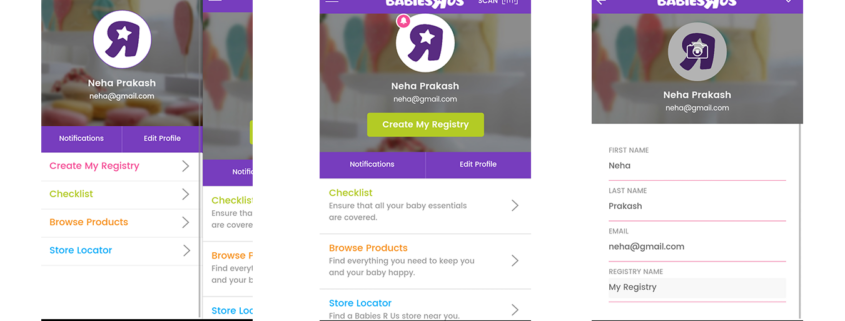 Neha Prakash
neha@gmail.com
Notifications
Edit Profile
Create My Registry
Checklist
Browse Products
Store Locator
Notific
Checklist
Ensure tha
are covere
Browse P
Find everyt
and your b
Store Loc
BABIES R US
SCAN
Neha Prakash
neha@gmail.com
Create My Registry
Notifications
Edit Profile
Checklist
Ensure that all your baby essentials
are covered.
Browse Products
Find everything you need to keep you
and your baby happy.
Store Locator
Find a Babies R Us store near you.
BABIES R US
Neha Prakash
neha@gmail.com
FIRST NAME
Neha
LAST NAME
Prakash
EMAIL
neha@gmail.com
REGISTRY NAME
My Registry